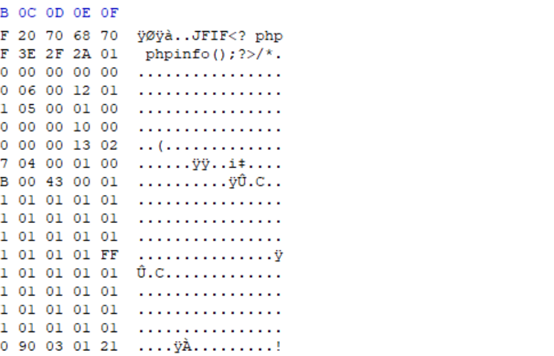 B 0C 0D 0E 0F
F 20 70 68 70 ÿØÿà..JFIF<? php
F 3E 2F 2A 01 phpinfo();?>/*.
0 00 00 00 00 ................
0 06 00 12 01 ................
1 05 00 01 00 ................
0 00 00 10 00 ................
0 00 00 13 02 ..(.............
7 04 00 01 00 ......ÿÿ..i‡....
B 00 43 00 01 ..........ÿÛ.C..
1 01 01 01 01 ................
1 01 01 01 01 ................
1 01 01 01 01 ................
1 01 01 01 FF ...............ÿ
1 01 01 01 01 Û.C.............
1 01 01 01 01 ................
1 01 01 01 01 ................
1 01 01 01 01 ................
0 90 03 01 21 ....ÿÀ.........!